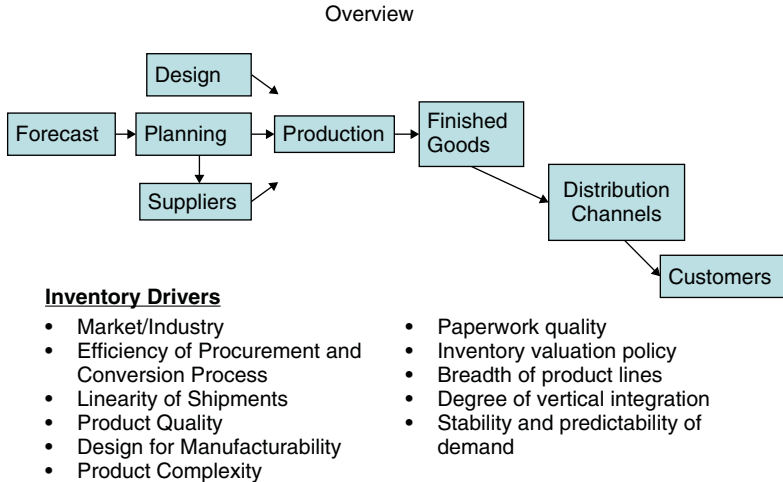 Overview
Design
Forecast
Planning
Production
Finished
Goods
Suppliers
Distribution
Channels
Customers
Inventory Drivers
• Market/Industry
• Efficiency of Procurement and
Conversion Process
• Linearity of Shipments
• Product Quality
• Design for Manufacturability
• Product Complexity
• Paperwork quality
• Inventory valuation policy
• Breadth of product lines
• Degree of vertical integration
• Stability and predictability of
demand